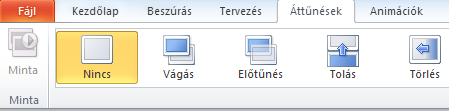 Fájl Kezdőlap Beszúrás Tervezés Áttűnések Animációk
Minta Nincs Vágás Előtűnés Tolás Törlés
Minta